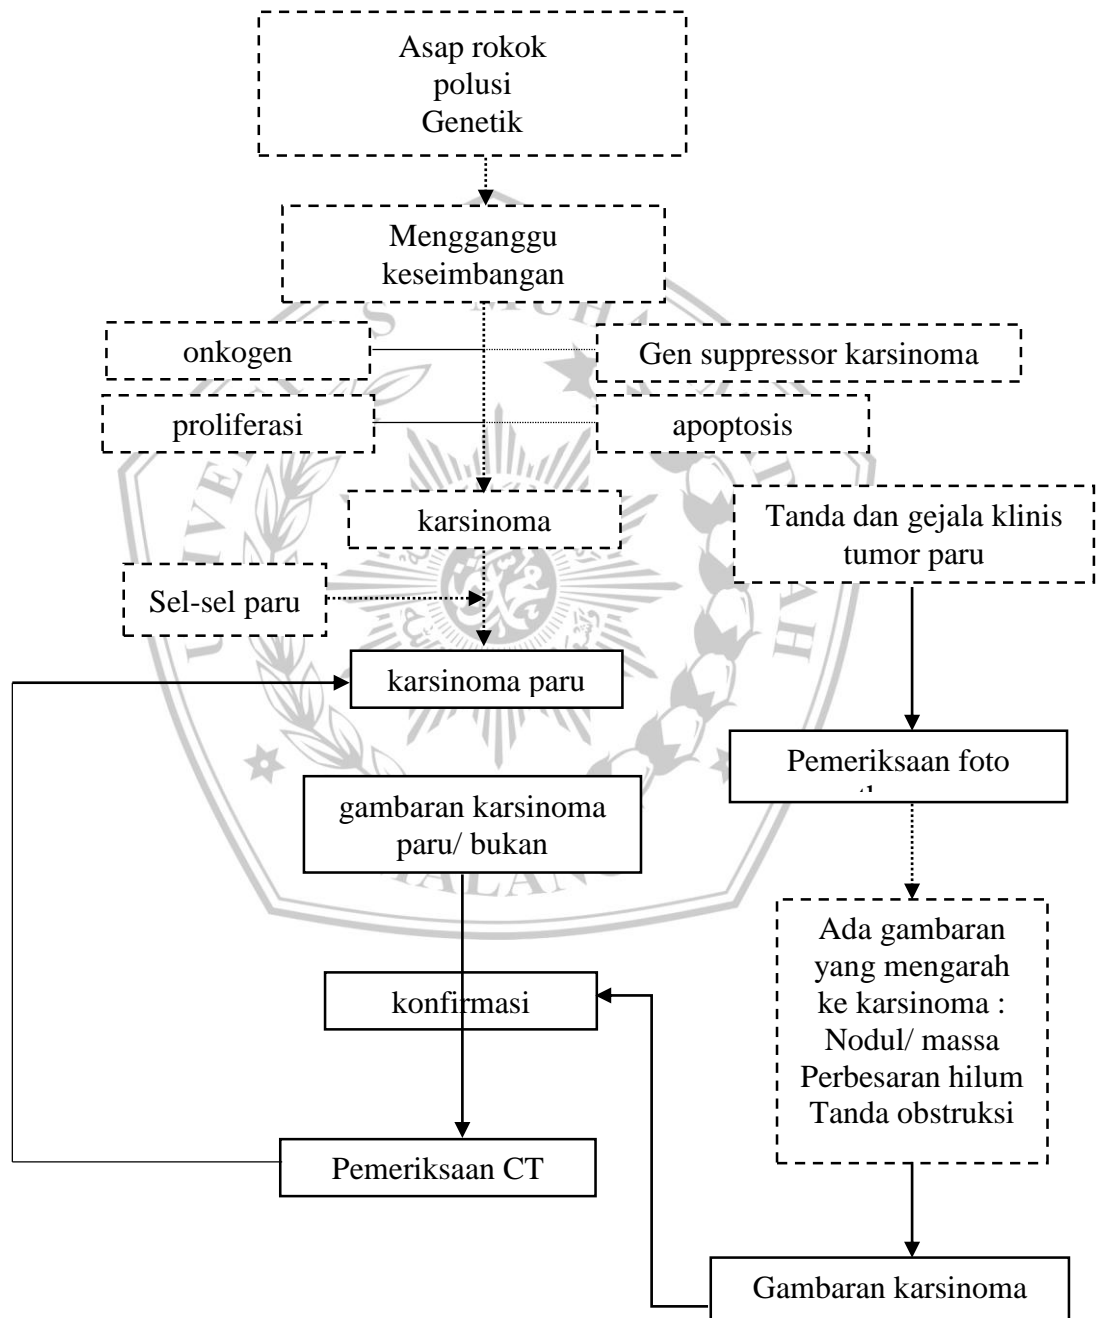 Asap rokok
polusi
Genetik
Mengganggu
keseimbangan
onkogen
Gen suppressor karsinoma
proliferasi
apoptosis
karsinoma
Tanda dan gejala klinis
tumor paru
Sel-sel paru
karsinoma paru
Pemeriksaan foto
gambaran karsinoma
paru/ bukan
Ada gambaran
yang mengarah
ke karsinoma :
Nodul/ massa
Perbesaran hilum
Tanda obstruksi
konfirmasi
Pemeriksaan CT
Gambaran karsinoma
MALANG